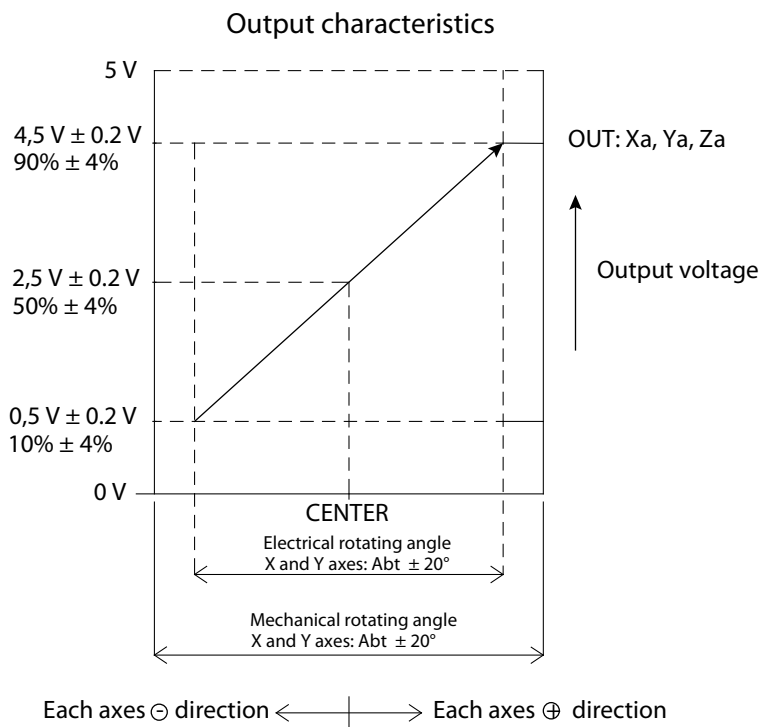 Output characteristics
5 V
4,5 V ± 0.2 V
90% ± 4%
OUT: Xa, Ya, Za
2,5 V ± 0.2 V
50% ± 4%
Output voltage
0,5 V ± 0.2 V
10% ± 4%
0 V
CENTER
Electrical rotating angle
X and Y axes: Abt ± 20°
Mechanical rotating angle
X and Y axes: Abt ± 20°
Each axes ⊖ direction
Each axes ⊕ direction